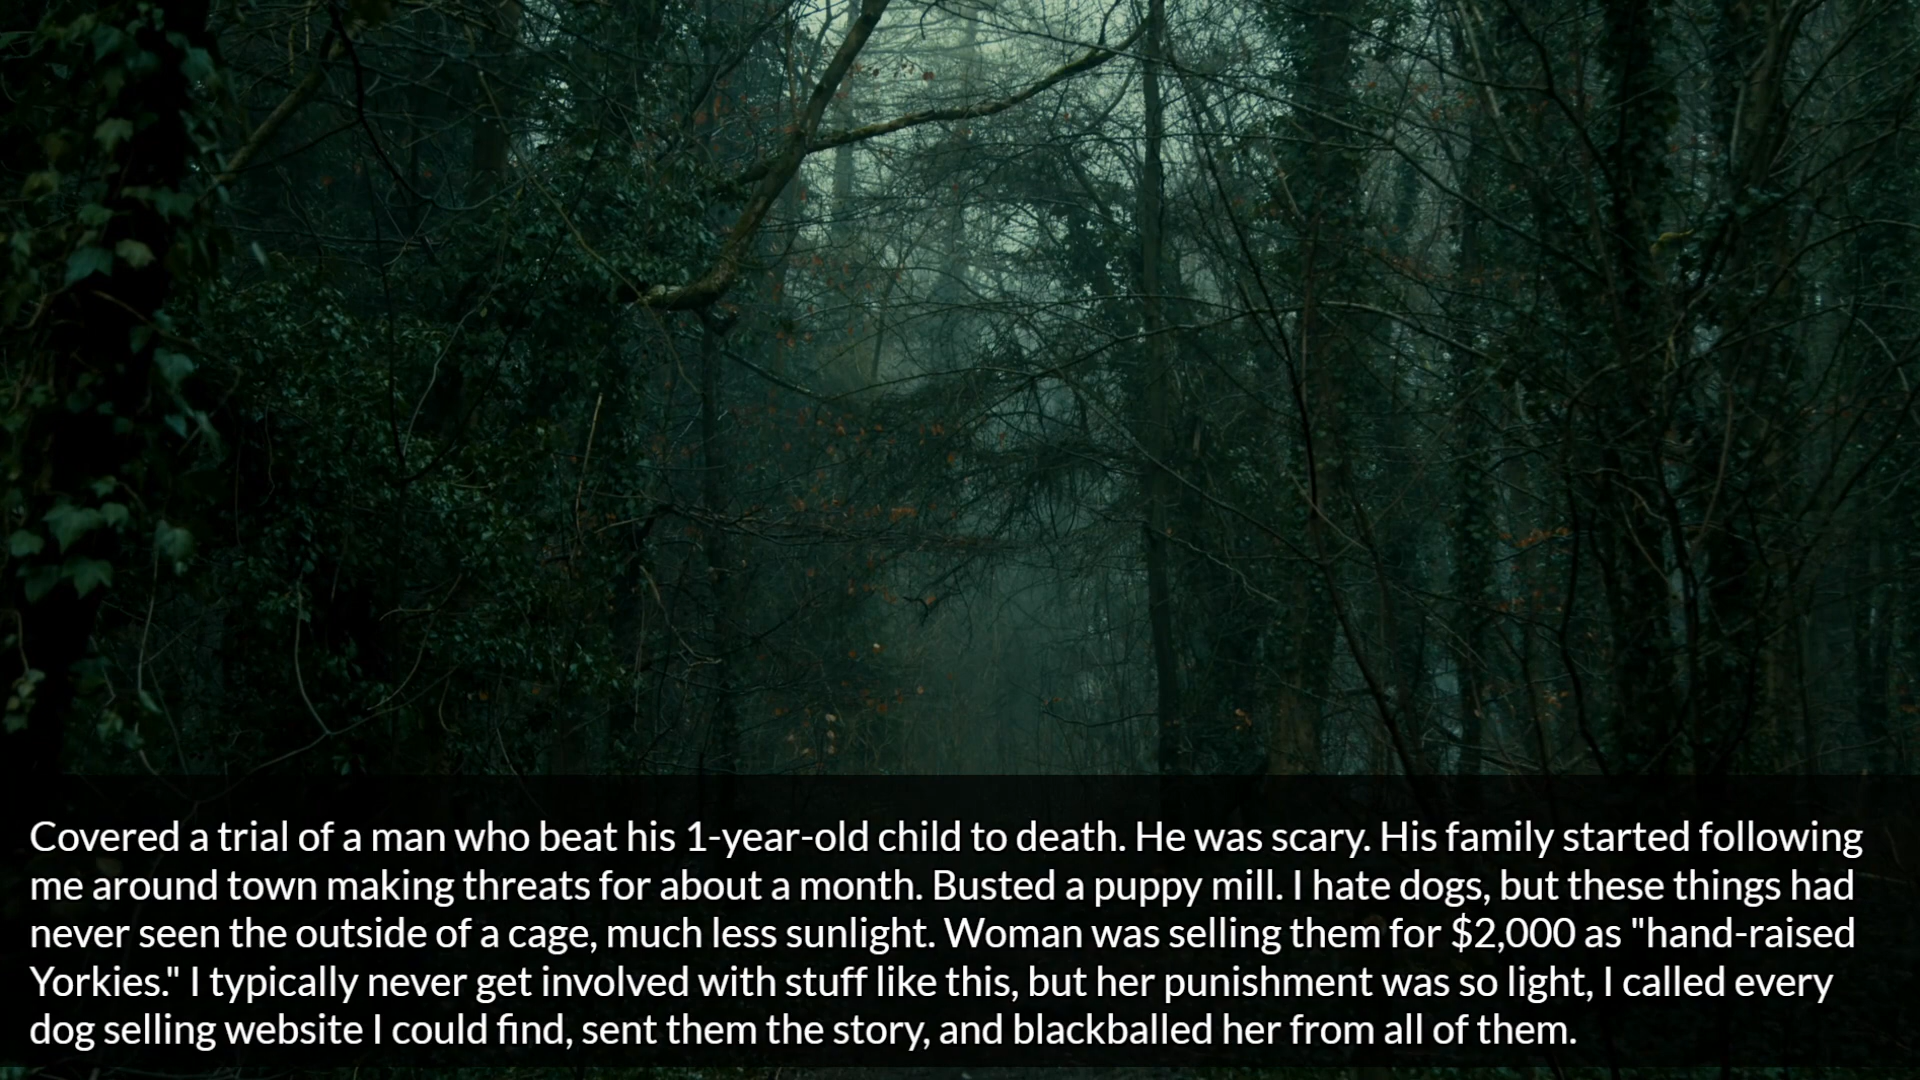 Covered a trial of a man who beat his 1-year-old child to death. He was scary. His family started following
me around town making threats for about a month. Busted a puppy mill. I hate dogs, but these things had
never seen the outside of a cage, much less sunlight. Woman was selling them for $2,000 as "hand-raised
Yorkies." I typically never get involved with stuff like this, but her punishment was so light, I called every
dog selling website I could find, sent them the story, and blackballed her from all of them.